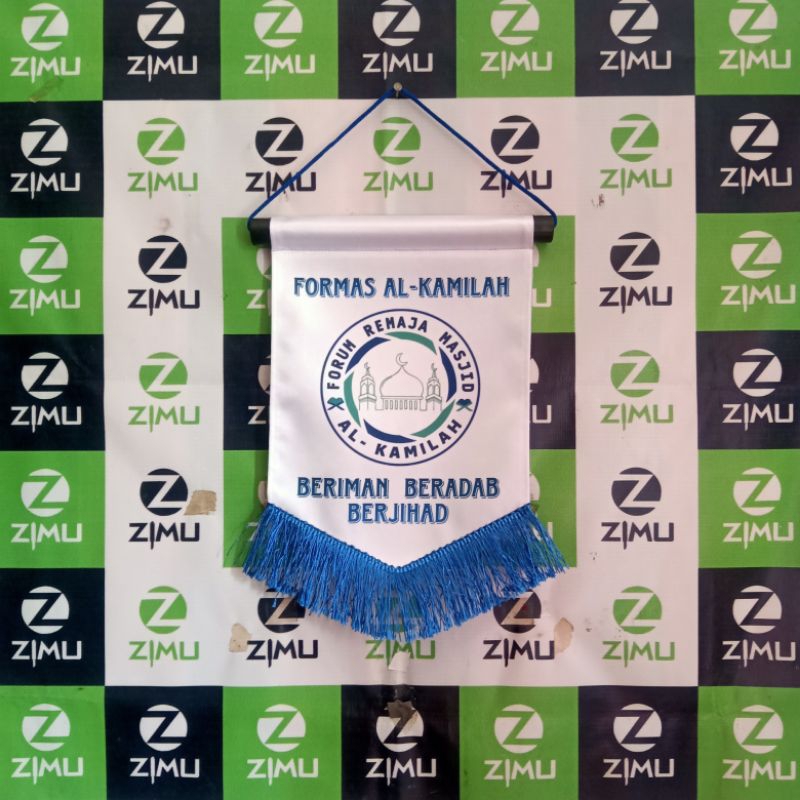 FORMAS AL-KAMILAH
FORUM REMAJA MASJID
AL-KAMILAH
BERIMAN BERADAB
BERJIHAD
ZIMU